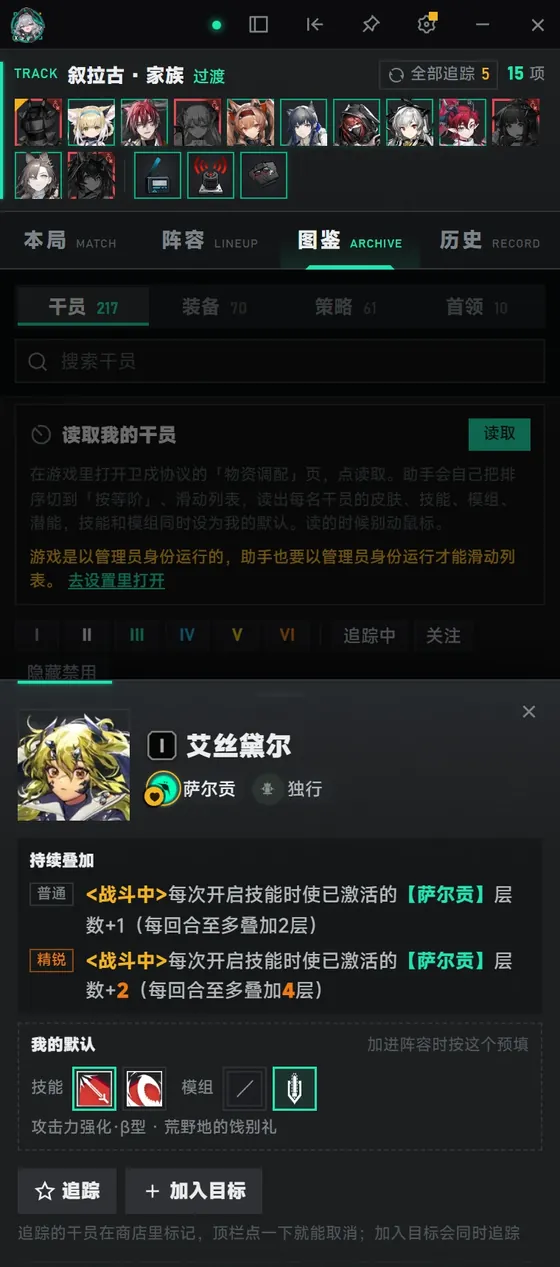 TRACK 叙拉古·家族 过渡 全部追踪 5 15 项
本局 MATCH 阵容 LINEUP 图鉴 ARCHIVE 历史 RECORD
干员 217 装备 70 策略 61 首领 10
搜索干员
读取我的干员 读取
在游戏里打开卫戍协议的「物资调配」页，点读取。助手会自己把排
序切到「按等阶」、滑动列表，读出每名干员的皮肤、技能、模组、
潜能，技能和模组同时设为我的默认。读的时候别动鼠标。
游戏是以管理员身份运行的，助手也要以管理员身份运行才能滑动列
表。 去设置里打开
I II III IV V VI 追踪中 关注
隐藏禁用
I 艾丝黛尔
萨尔贡 独行
持续叠加
普通 <战斗中>每次开启技能时使已激活的【萨尔贡】层
数+1（每回合至多叠加2层）
精锐 <战斗中>每次开启技能时使已激活的【萨尔贡】层
数+2（每回合至多叠加4层）
我的默认 加进阵容时按这个预填
技能 模组
攻击力强化·β型 · 荒野地的饯别礼
追踪 + 加入目标
追踪的干员在商店里标记，顶栏点一下就能取消；加入目标会同时追踪